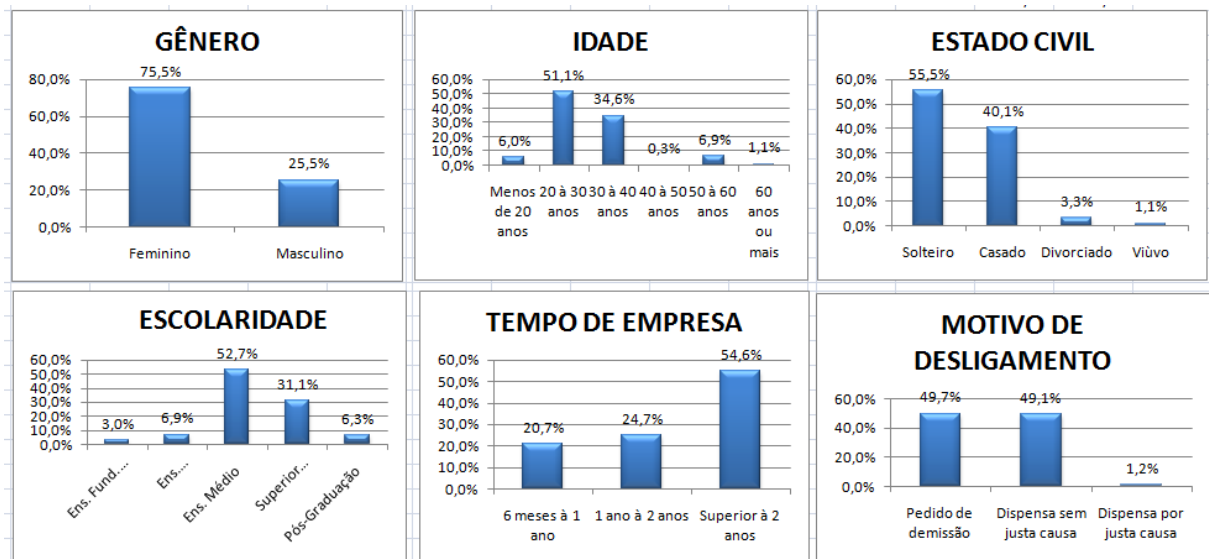 GÊNERO
80,0%
60,0%
40,0%
20,0%
0,0%
75,5%
25,5%
Feminino
Masculino
IDADE
60,0%
50,0%
40,0%
30,0%
20,0%
10,0%
0,0%
6,0%
51,1%
34,6%
0,3%
6,9%
1,1%
Menos de 20 anos
20 à 30 anos
30 à 40 anos
40 à 50 anos
50 à 60 anos
60 anos ou mais
ESTADO CIVIL
60,0%
50,0%
40,0%
30,0%
20,0%
10,0%
0,0%
55,5%
40,1%
3,3%
1,1%
Solteiro
Casado
Divorciado
Viùvo
ESCOLARIDADE
60,0%
50,0%
40,0%
30,0%
20,0%
10,0%
0,0%
3,0%
6,9%
52,7%
31,1%
6,3%
Ens. Fund....
Ens....
Ens. Médio
Superior...
Pós-Graduação
TEMPO DE EMPRESA
60,0%
50,0%
40,0%
30,0%
20,0%
10,0%
0,0%
20,7%
24,7%
54,6%
6 meses à 1 ano
1 ano à 2 anos
Superior à 2 anos
MOTIVO DE
DESLIGAMENTO
60,0%
40,0%
20,0%
0,0%
49,7%
49,1%
1,2%
Pedido de demissão
Dispensa sem justa causa
Dispensa por justa causa